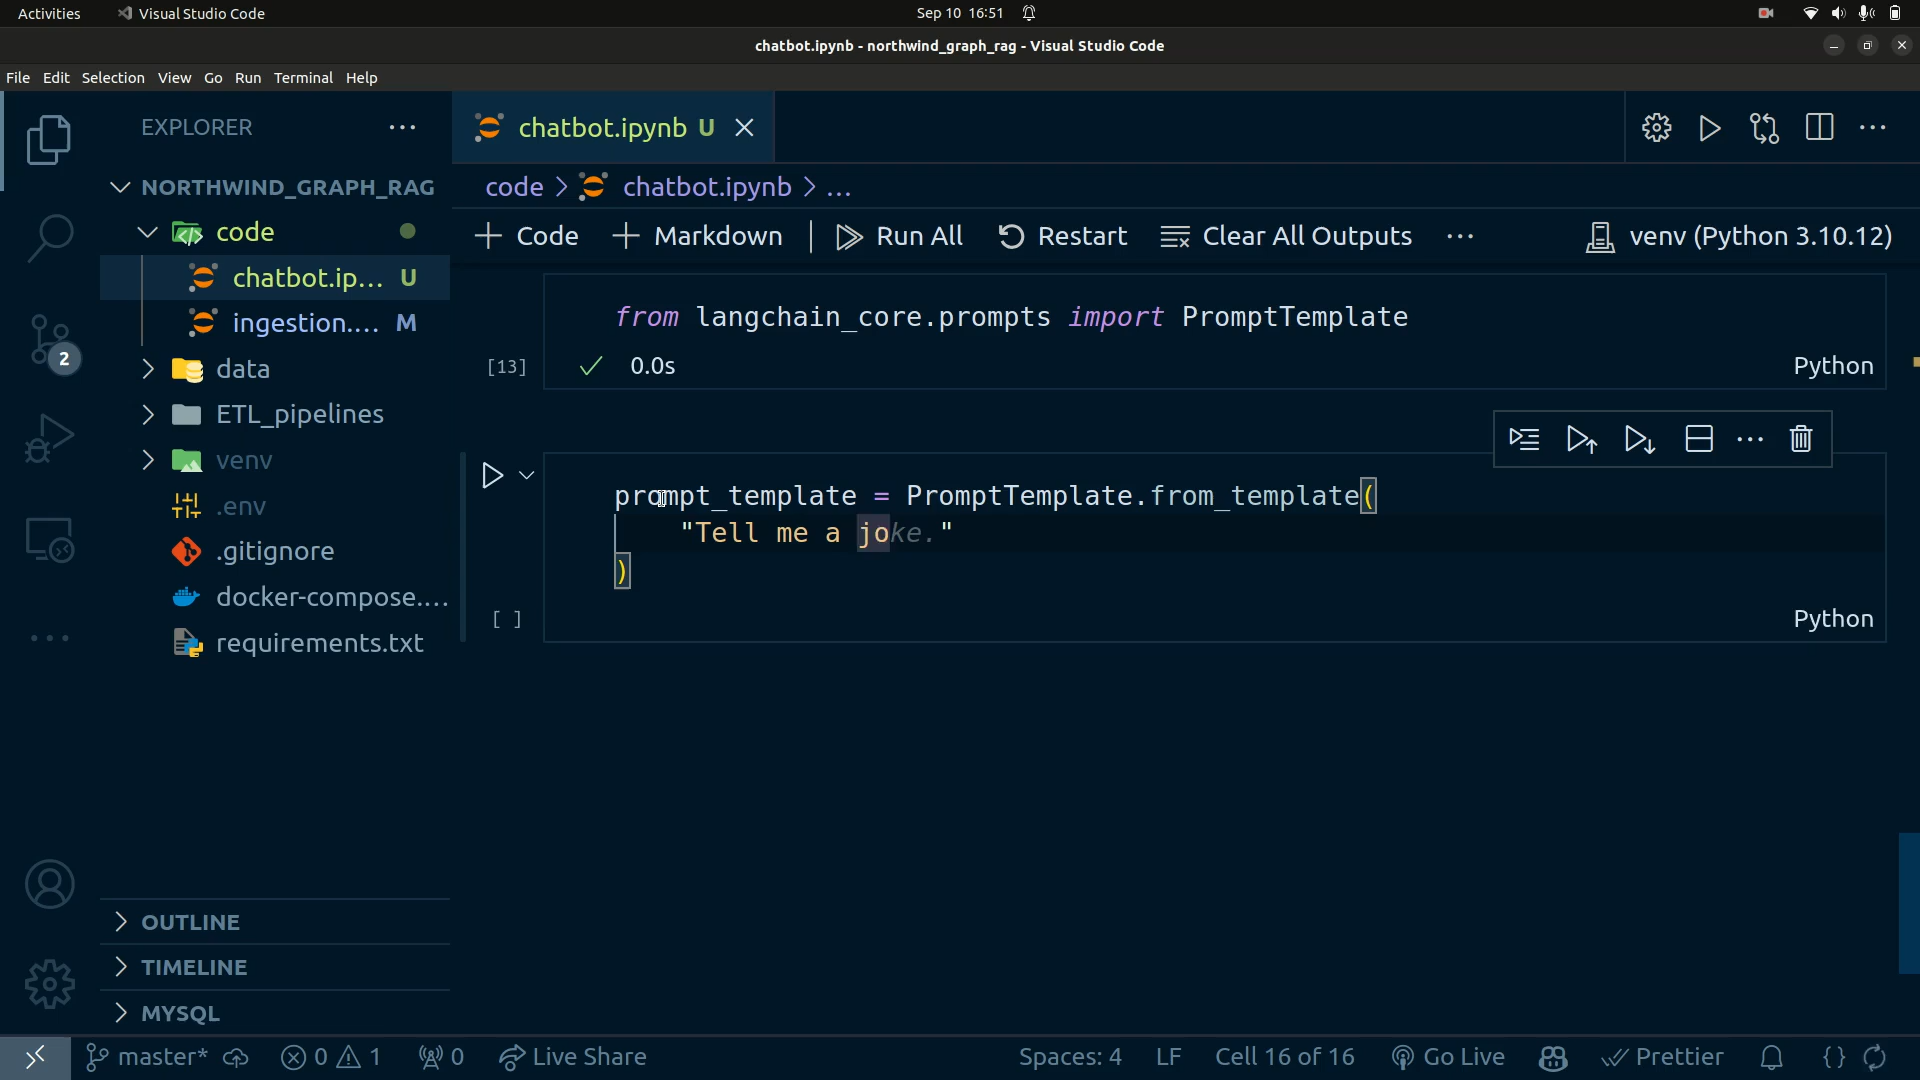 Activities
Visual Studio Code
Sep 10 16:51
chatbot.ipynb - northwind_graph_rag - Visual Studio Code
File Edit Selection View Go Run Terminal Help
EXPLORER
NORTHWIND_GRAPH_RAG
code
chatbot.ip... U
ingestion.... M
data
ETL_pipelines
venv
.env
.gitignore
docker-compose....
requirements.txt
OUTLINE
TIMELINE
MYSQL
2
chatbot.ipynb U
code > chatbot.ipynb > ...
+ Code + Markdown | Run All Restart Clear All Outputs ... venv (Python 3.10.12)
from langchain_core.prompts import PromptTemplate
[13] 0.0s Python
prompt_template = PromptTemplate.from_template(
"Tell me a joke."
)
[ ] Python
master* 0 1 0 Live Share Spaces: 4 LF Cell 16 of 16 Go Live Prettier {}